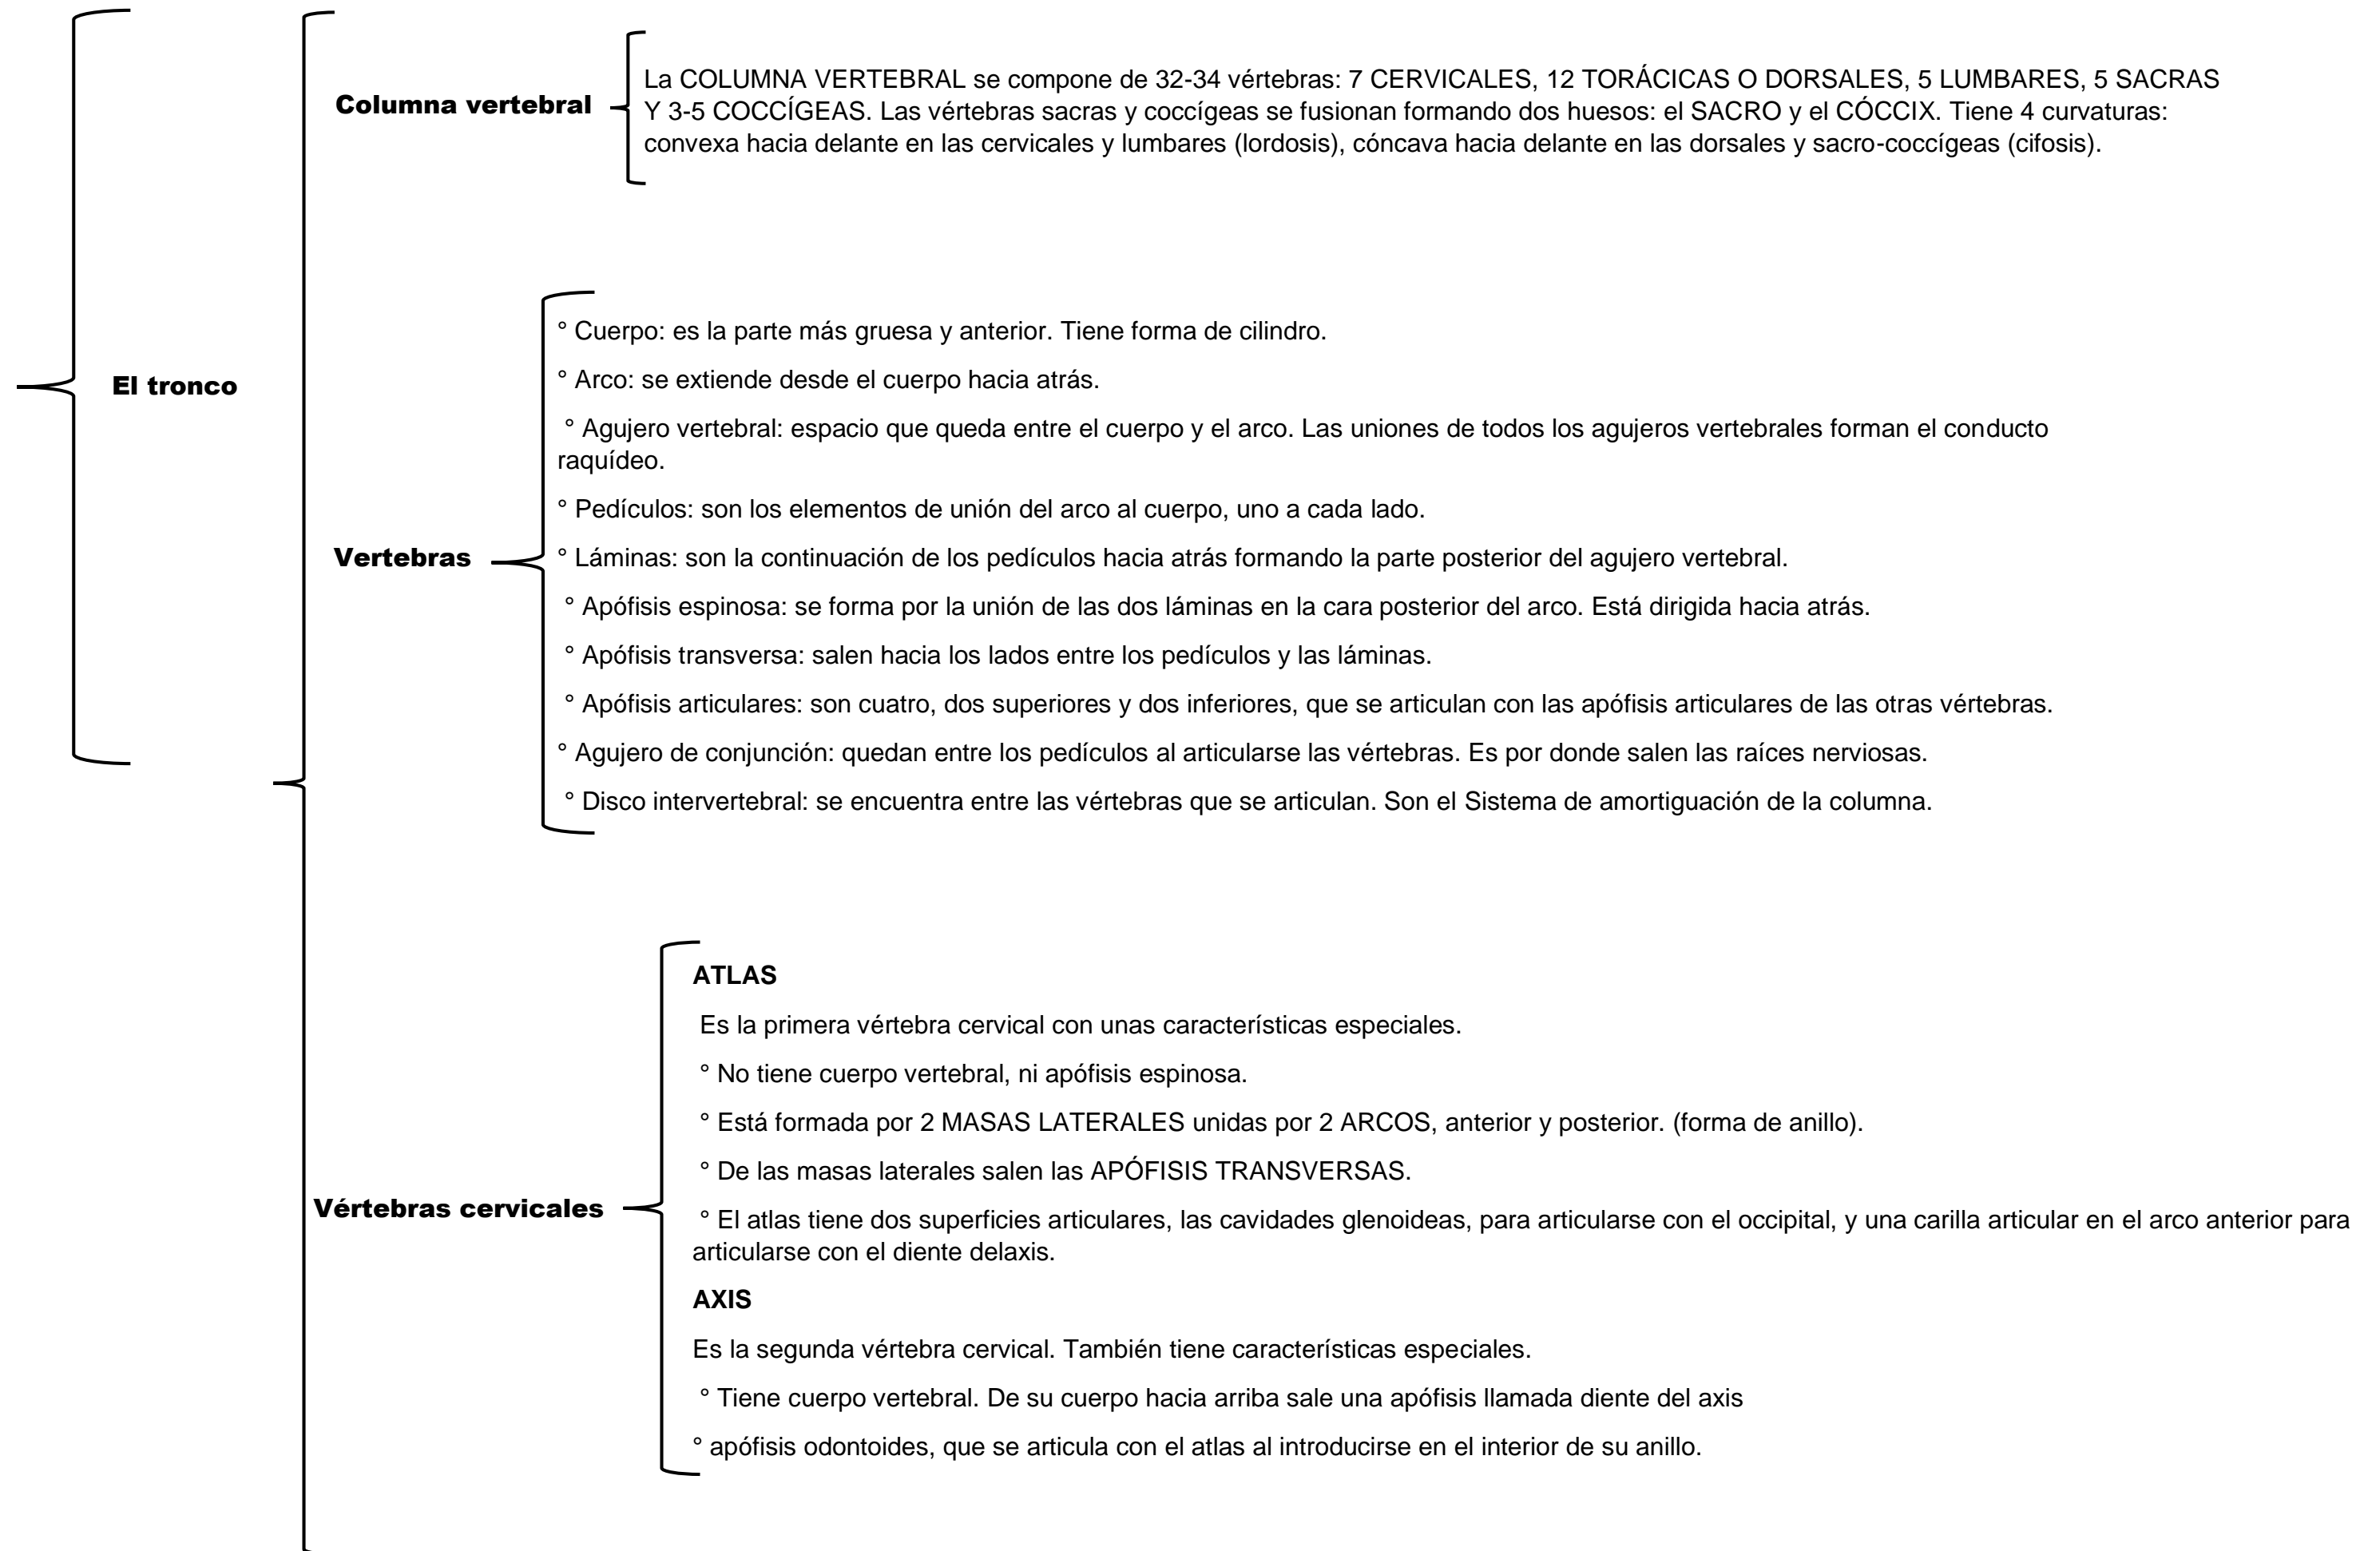 El tronco
Columna vertebral
La COLUMNA VERTEBRAL se compone de 32-34 vértebras: 7 CERVICALES, 12 TORÁCICAS O DORSALES, 5 LUMBARES, 5 SACRAS
Y 3-5 COCCÍGEAS. Las vértebras sacras y coccígeas se fusionan formando dos huesos: el SACRO y el CÓCCIX. Tiene 4 curvaturas:
convexa hacia delante en las cervicales y lumbares (lordosis), cóncava hacia delante en las dorsales y sacro-coccígeas (cifosis).
Vertebras
° Cuerpo: es la parte más gruesa y anterior. Tiene forma de cilindro.
° Arco: se extiende desde el cuerpo hacia atrás.
° Agujero vertebral: espacio que queda entre el cuerpo y el arco. Las uniones de todos los agujeros vertebrales forman el conducto
raquídeo.
° Pedículos: son los elementos de unión del arco al cuerpo, uno a cada lado.
° Láminas: son la continuación de los pedículos hacia atrás formando la parte posterior del agujero vertebral.
° Apófisis espinosa: se forma por la unión de las dos láminas en la cara posterior del arco. Está dirigida hacia atrás.
° Apófisis transversa: salen hacia los lados entre los pedículos y las láminas.
° Apófisis articulares: son cuatro, dos superiores y dos inferiores, que se articulan con las apófisis articulares de las otras vértebras.
° Agujero de conjunción: quedan entre los pedículos al articularse las vértebras. Es por donde salen las raíces nerviosas.
° Disco intervertebral: se encuentra entre las vértebras que se articulan. Son el Sistema de amortiguación de la columna.
Vértebras cervicales
ATLAS
Es la primera vértebra cervical con unas características especiales.
° No tiene cuerpo vertebral, ni apófisis espinosa.
° Está formada por 2 MASAS LATERALES unidas por 2 ARCOS, anterior y posterior. (forma de anillo).
° De las masas laterales salen las APÓFISIS TRANSVERSAS.
° El atlas tiene dos superficies articulares, las cavidades glenoideas, para articularse con el occipital, y una carilla articular en el arco anterior para
articularse con el diente delaxis.
AXIS
Es la segunda vértebra cervical. También tiene características especiales.
° Tiene cuerpo vertebral. De su cuerpo hacia arriba sale una apófisis llamada diente del axis
° apófisis odontoides, que se articula con el atlas al introducirse en el interior de su anillo.